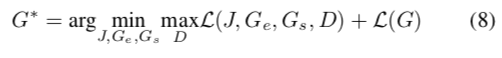 G* = arg min_{J,G_e,G_s} max_D ℒ(J, G_e, G_s, D) + ℒ(G) (8)